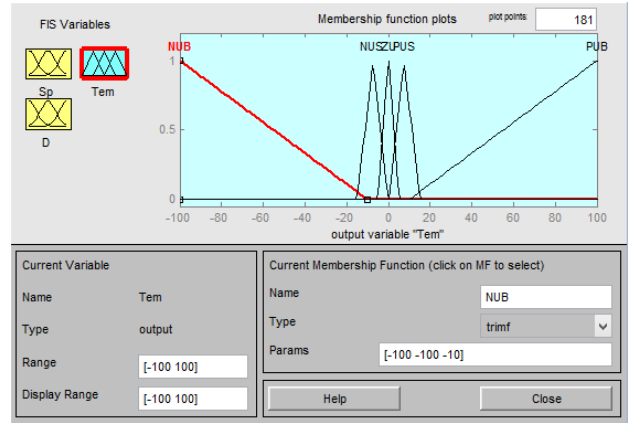 FIS Variables
Membership function plots
plot points:
181
Sp
Tem
D
NUB
NUS
ZU
PUS
PUB
1
0.5
0
-100 -80 -60 -40 -20 0 20 40 60 80 100
output variable "Tem"
Current Variable
Name Tem
Type output
Range [-100 100]
Display Range [-100 100]
Current Membership Function (click on MF to select)
Name NUB
Type trimf
Params [-100 -100 -10]
Help
Close